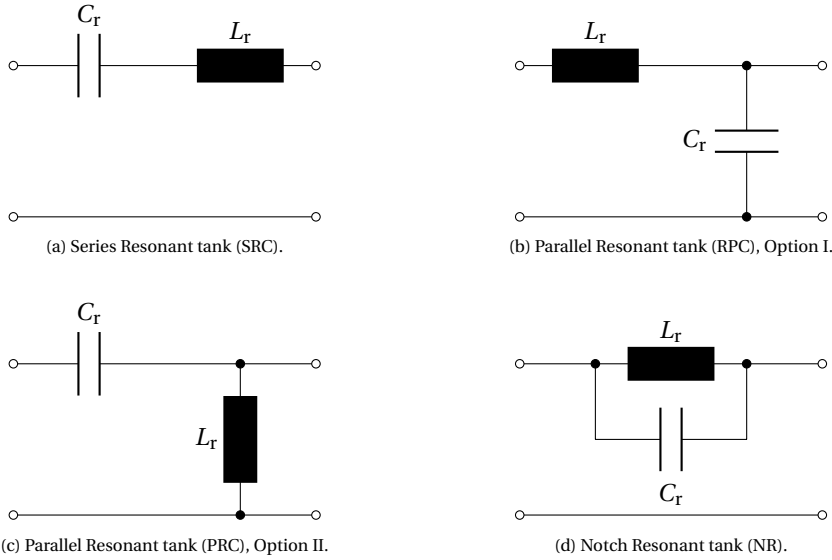 C_r
L_r
L_r
C_r
(a) Series Resonant tank (SRC).
(b) Parallel Resonant tank (RPC), Option I.
C_r
L_r
L_r
C_r
(c) Parallel Resonant tank (PRC), Option II.
(d) Notch Resonant tank (NR).